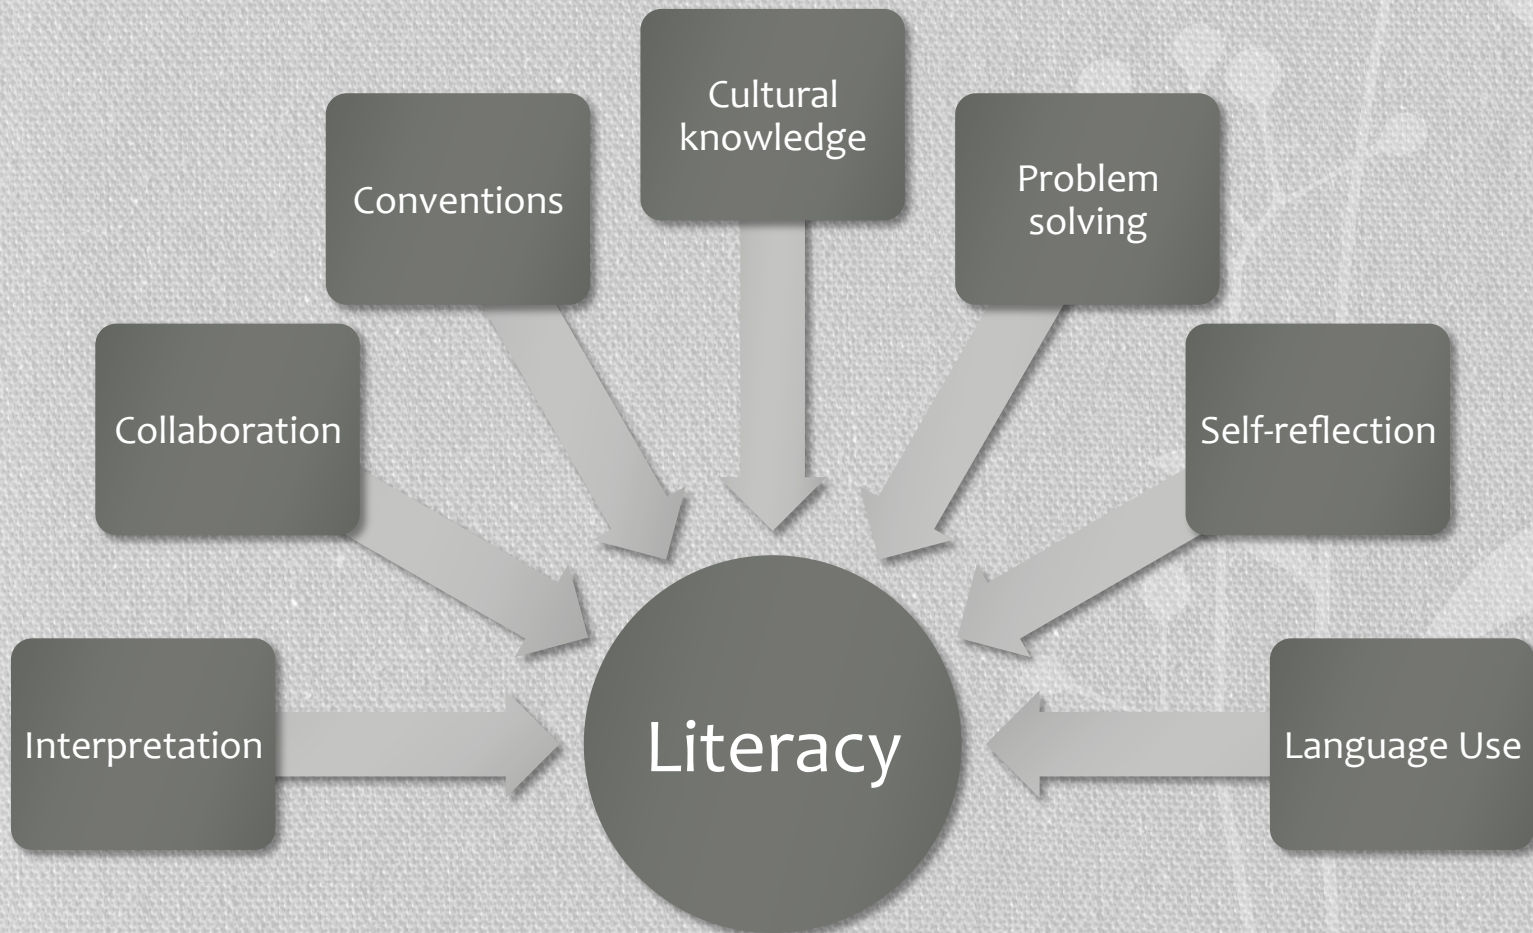 Cultural
knowledge
Conventions
Problem
solving
Collaboration
Self-reflection
Interpretation
Literacy
Language Use